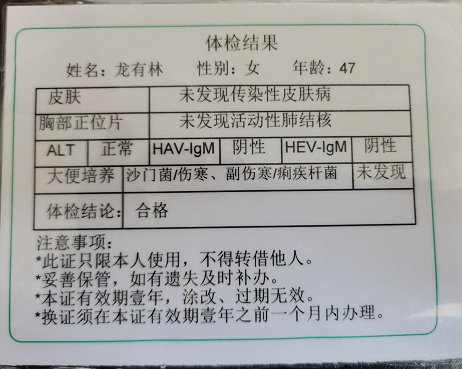 体检结果
姓名：龙有林 性别：女 年龄：47
皮肤 未发现传染性皮肤病
胸部正位片 未发现活动性肺结核
ALT 正常 HAV-IgM 阴性 HEV-IgM 阴性
大便培养 沙门菌/伤寒、副伤寒/痢疾杆菌 未发现
体检结论： 合格
注意事项：
*此证只限本人使用，不得转借他人。
*妥善保管，如有遗失及时补办。
*本证有效期壹年，涂改、过期无效。
*换证须在本证有效期壹年之前一个月内办理。